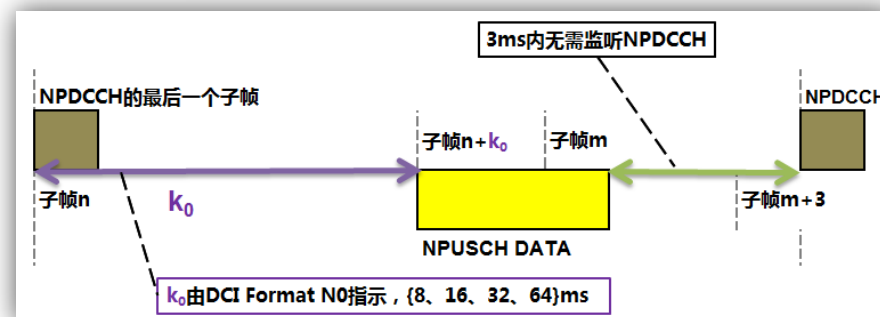 3ms内无需监听NPDCCH
NPDCCH的最后一个子帧
NPDCCH
子帧n+k₀
子帧m
子帧n
k₀
子帧m+3
NPUSCH DATA
k₀由DCI Format N0指示，{8、16、32、64}ms